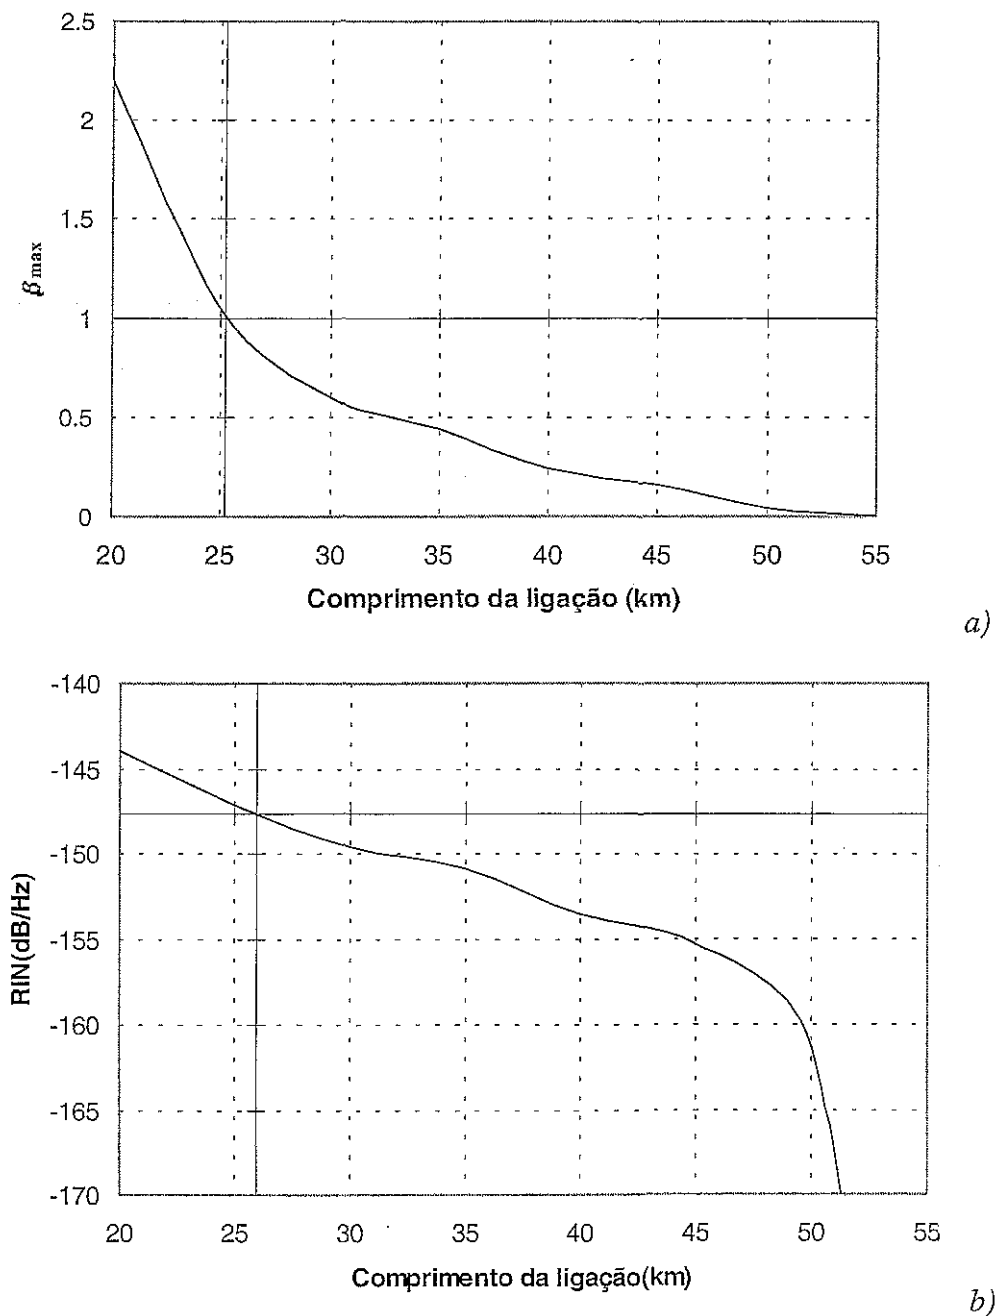 2.5
2
1.5
1
0.5
0
β max
20 25 30 35 40 45 50 55
Comprimento da ligação (km)
a)
-140
-145
-150
-155
-160
-165
-170
RIN(dB/Hz)
20 25 30 35 40 45 50 55
Comprimento da ligação(km)
b)